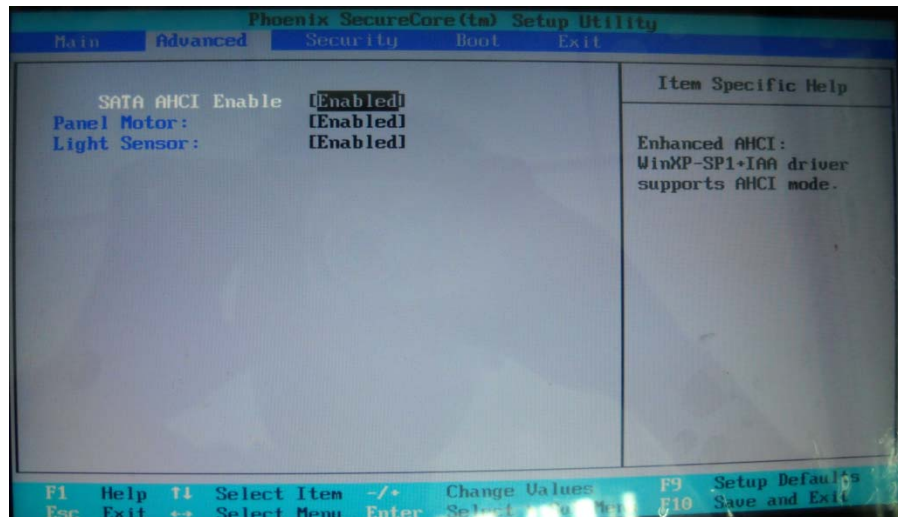 Phoenix SecureCore(tm) Setup Utility
Main Advanced Security Boot Exit
Item Specific Help
SATA AHCI Enable [Enabled]
Panel Motor: [Enabled]
Light Sensor: [Enabled]
Enhanced AHCI:
WinXP-SP1+IAA driver
supports AHCI mode.
F1 Help ↑↓ Select Item -/+ Change Values F9 Setup Defaults
Esc Exit ↔ Select Menu Enter Select F10 Save and Exit